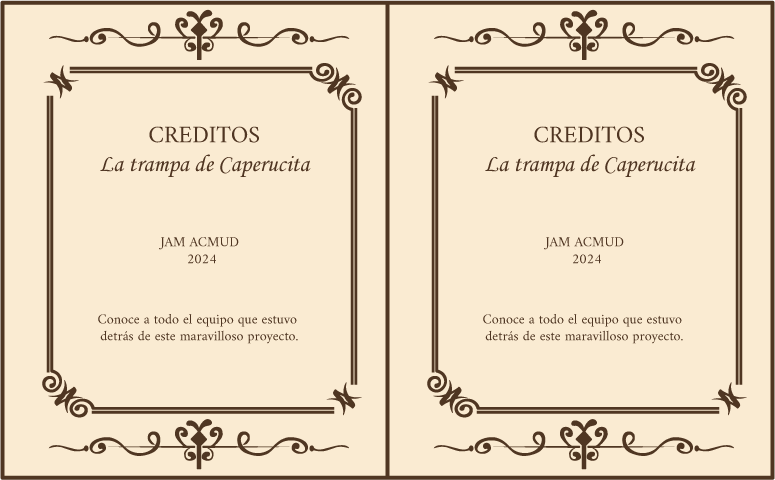 CREDITOS
La trampa de Caperucita
JAM ACMUD
2024
Conoce a todo el equipo que estuvo
detrás de este maravilloso proyecto.
CREDITOS
La trampa de Caperucita
JAM ACMUD
2024
Conoce a todo el equipo que estuvo
detrás de este maravilloso proyecto.